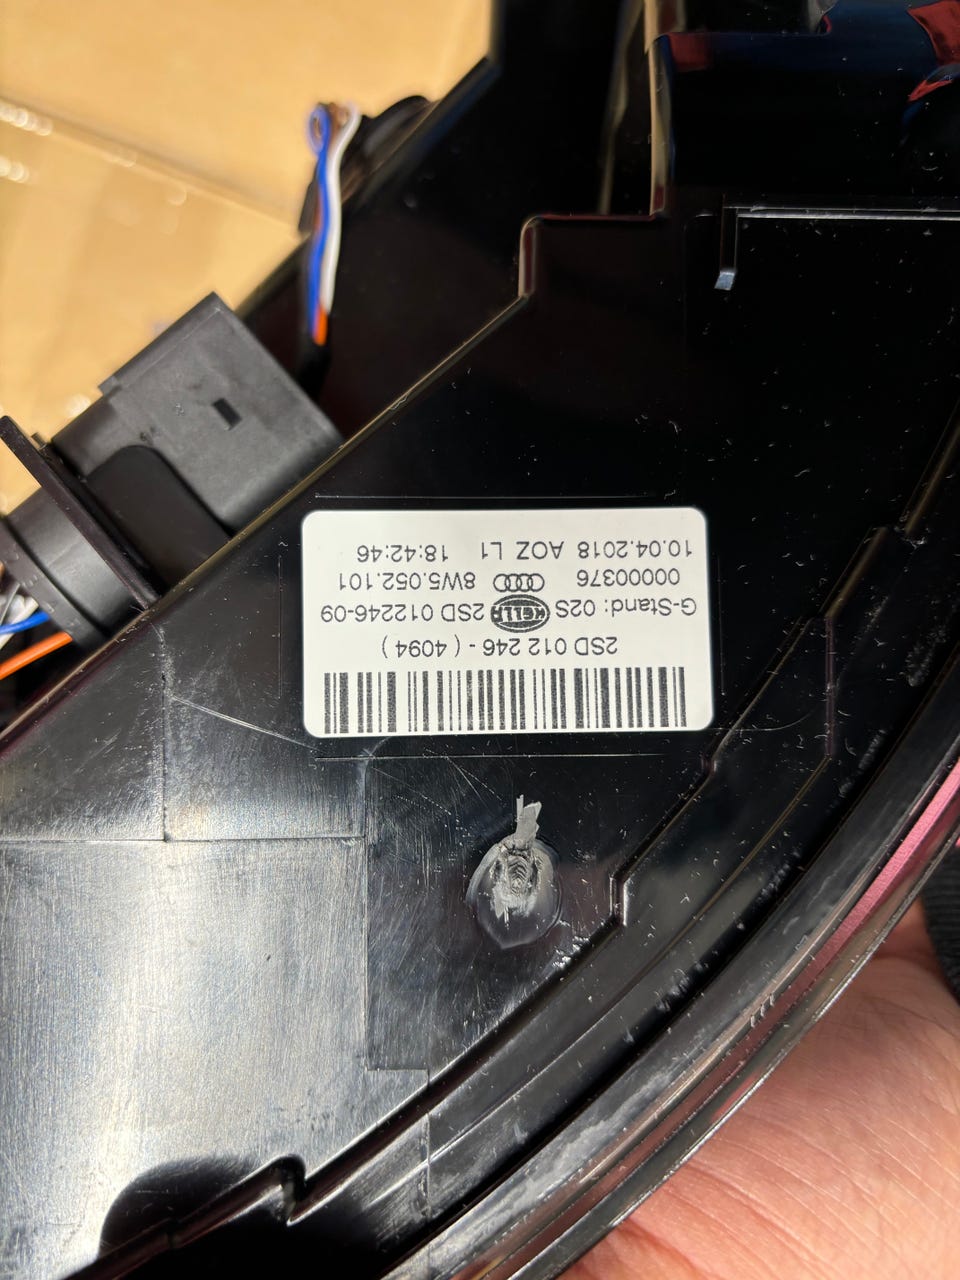 2SD 012 246 - ( 4094 )
G-Stand: 02S HELLA 2SD 012246-09
00000376 8W5.052.101
10.04.2018 AOZ L1 18:42:46